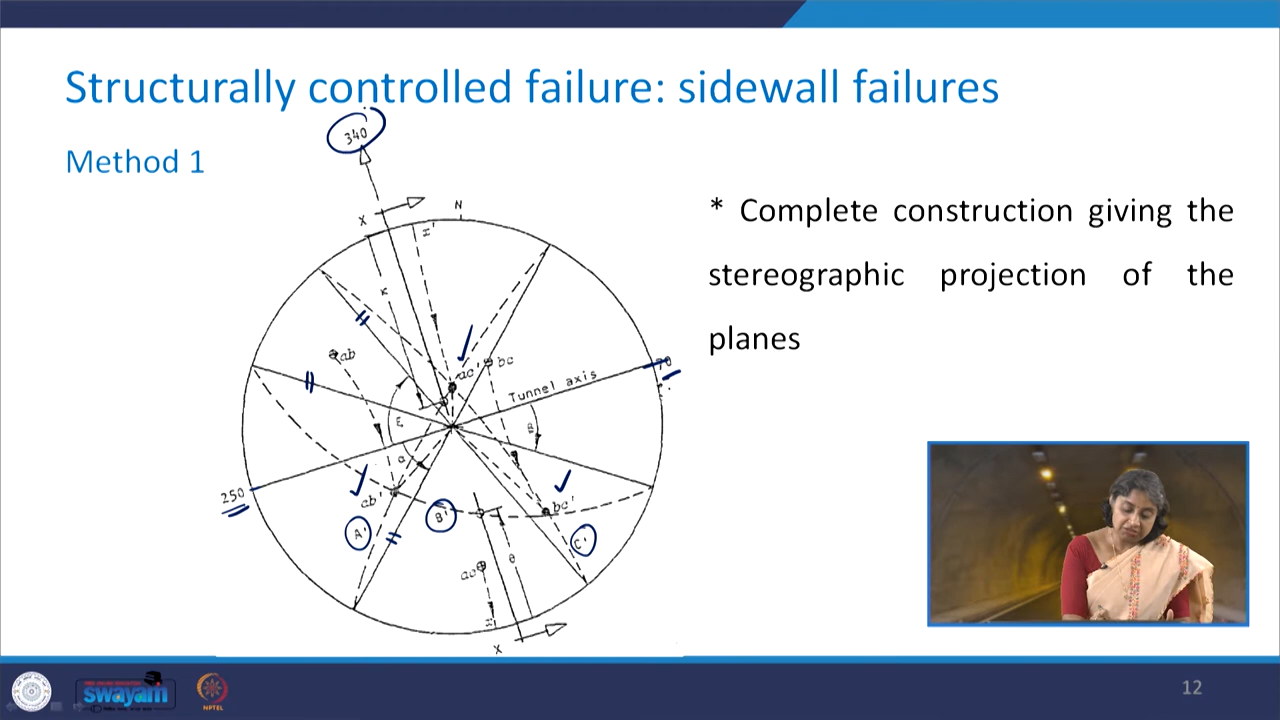 Structurally controlled failure: sidewall failures
Method 1
340
X
N
H'
K
ab
ac'
bc
Tunnel axis
70
α
250
ab'
A'
B'
bc'
C'
θ
X
* Complete construction giving the
stereographic projection of the
planes
swayam
NPTEL
12